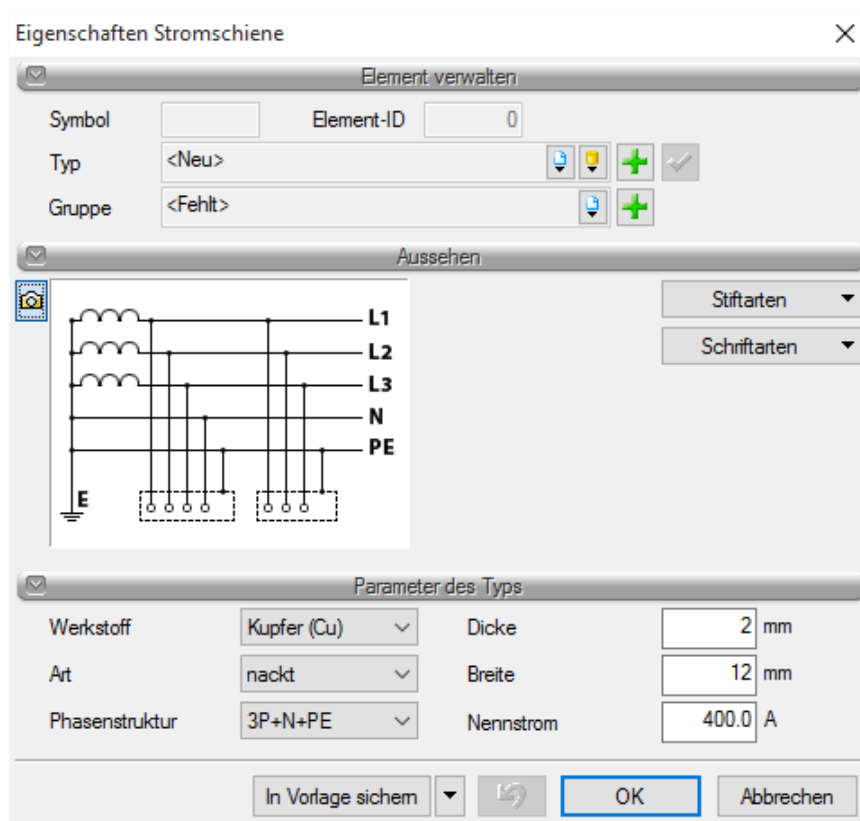 Eigenschaften Stromschiene
Element verwalten
Symbol Element-ID 0
Typ <Neu>
Gruppe <Fehlt>
Aussehen
Stiftarten
Schriftarten
L1
L2
L3
N
PE
E
Parameter des Typs
Werkstoff Kupfer (Cu) Dicke 2 mm
Art nackt Breite 12 mm
Phasenstruktur 3P+N+PE Nennstrom 400.0 A
In Vorlage sichern OK Abbrechen